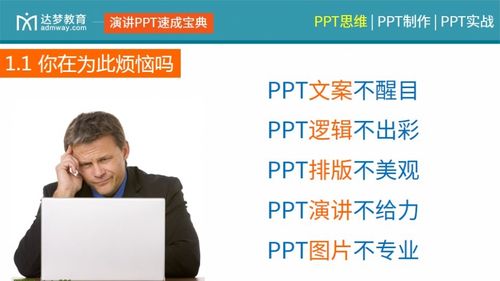 达梦教育
admway.com
演讲PPT速成宝典
PPT思维 | PPT制作 | PPT实战
1.1 你在为此烦恼吗
PPT文案不醒目
PPT逻辑不出彩
PPT排版不美观
PPT演讲不给力
PPT图片不专业